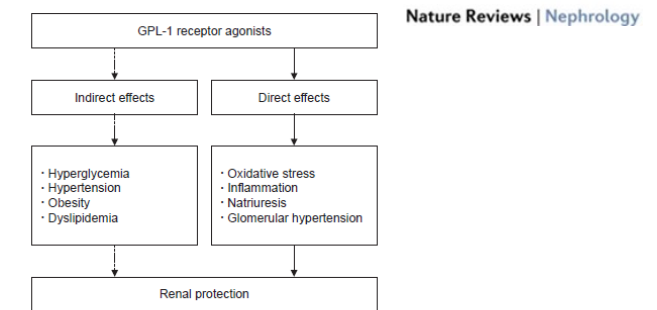 Nature Reviews | Nephrology
GPL-1 receptor agonists
Indirect effects
Direct effects
· Hyperglycemia
· Hypertension
· Obesity
· Dyslipidemia
· Oxidative stress
· Inflammation
· Natriuresis
· Glomerular hypertension
Renal protection